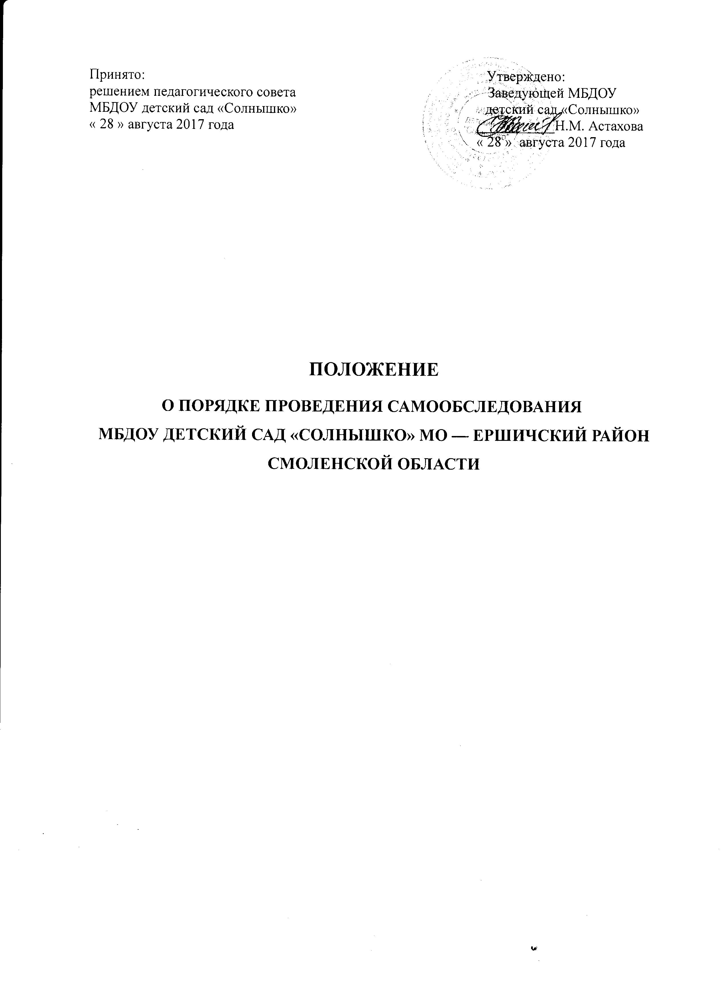 Принято:
решением педагогического совета
МБДОУ детский сад «Солнышко»
« 28 » августа 2017 года
Утверждено:
Заведующей МБДОУ
детский сад «Солнышко»
Н.М. Астахова
« 28 » августа 2017 года
ПОЛОЖЕНИЕ
О ПОРЯДКЕ ПРОВЕДЕНИЯ САМООБСЛЕДОВАНИЯ
МБДОУ ДЕТСКИЙ САД «СОЛНЫШКО» МО — ЕРШИЧСКИЙ РАЙОН
СМОЛЕНСКОЙ ОБЛАСТИ